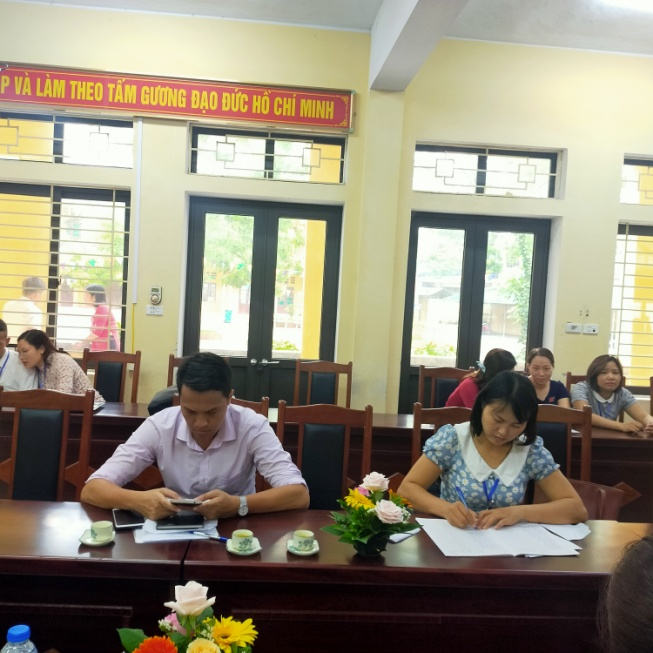 P VÀ LÀM THEO TẤM GƯƠNG ĐẠO ĐỨC HỒ CHÍ MINH